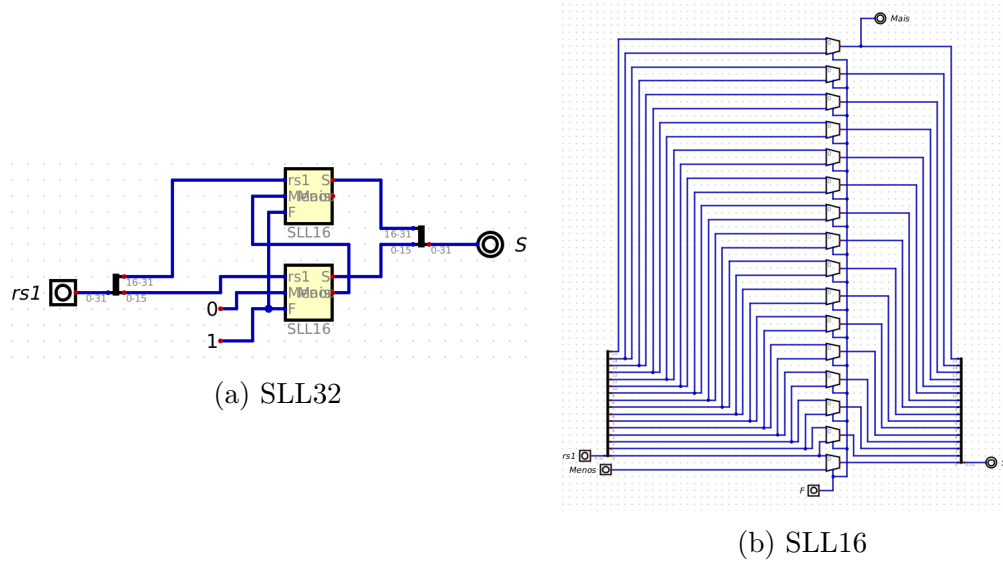 Mais
rs1 S
Mais
F
SLL16
16-31
0-15 0-31
S
16-31
rs1
0-31 0-15
rs1 S
Mais
0
F
SLL16
1
(a) SLL32
rs1
Menos
F
(b) SLL16